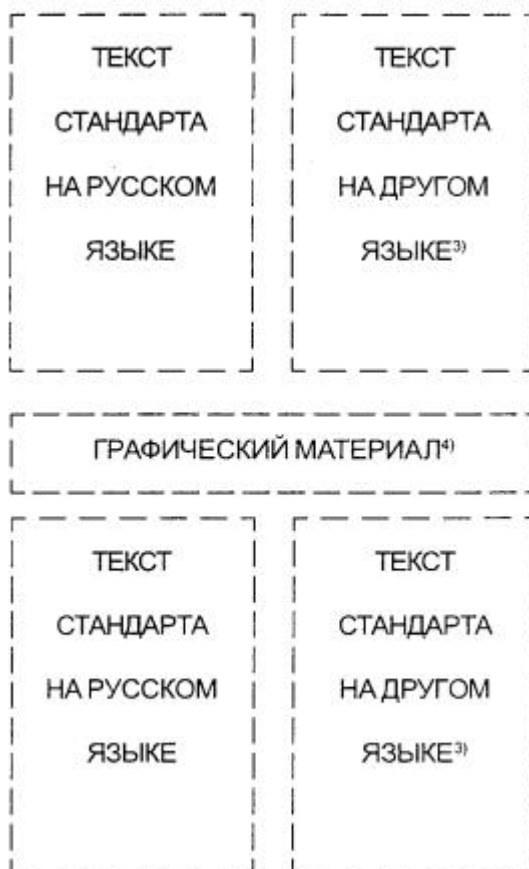 ТЕКСТ
СТАНДАРТА
НА РУССКОМ
ЯЗЫКЕ
ТЕКСТ
СТАНДАРТА
НА ДРУГОМ
ЯЗЫКЕ³⁾
ГРАФИЧЕСКИЙ МАТЕРИАЛ⁴⁾
ТЕКСТ
СТАНДАРТА
НА РУССКОМ
ЯЗЫКЕ
ТЕКСТ
СТАНДАРТА
НА ДРУГОМ
ЯЗЫКЕ³⁾